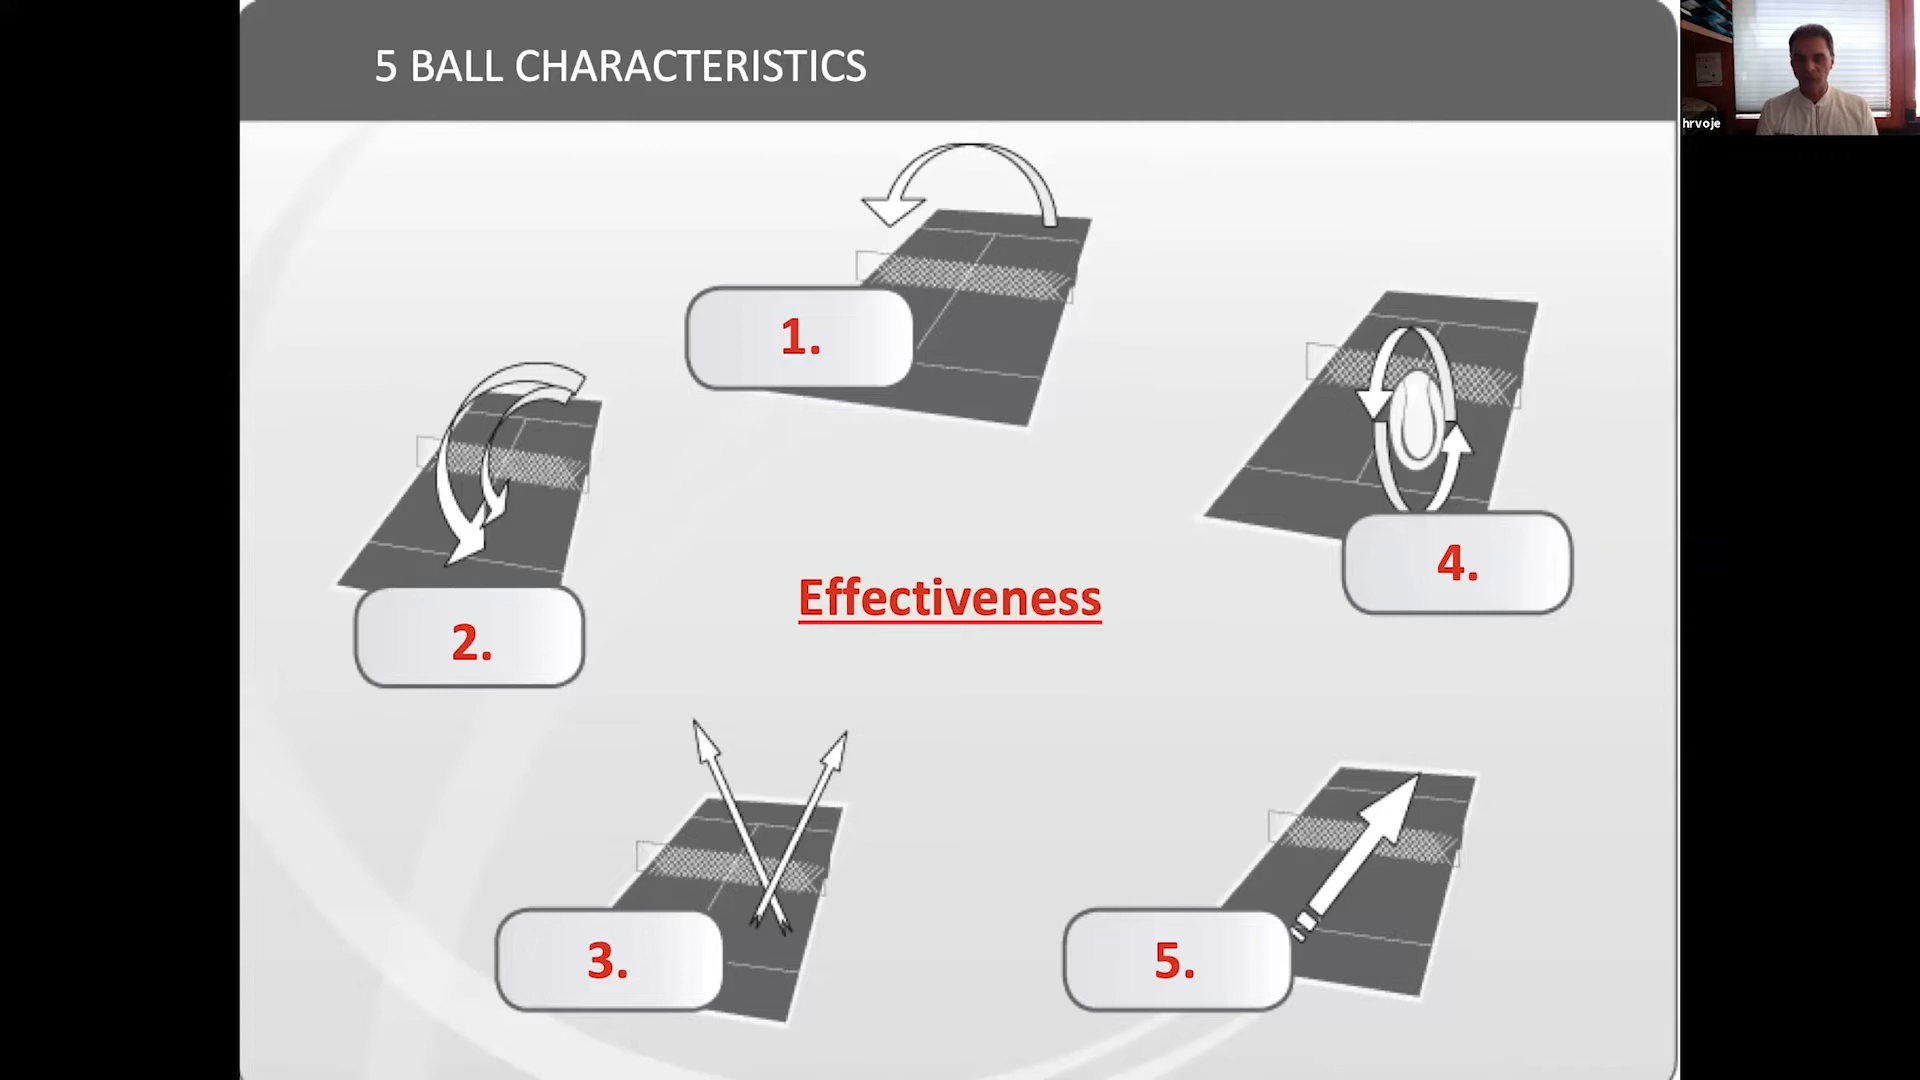 5 BALL CHARACTERISTICS
hrvoje
1.
2.
4.
Effectiveness
3.
5.